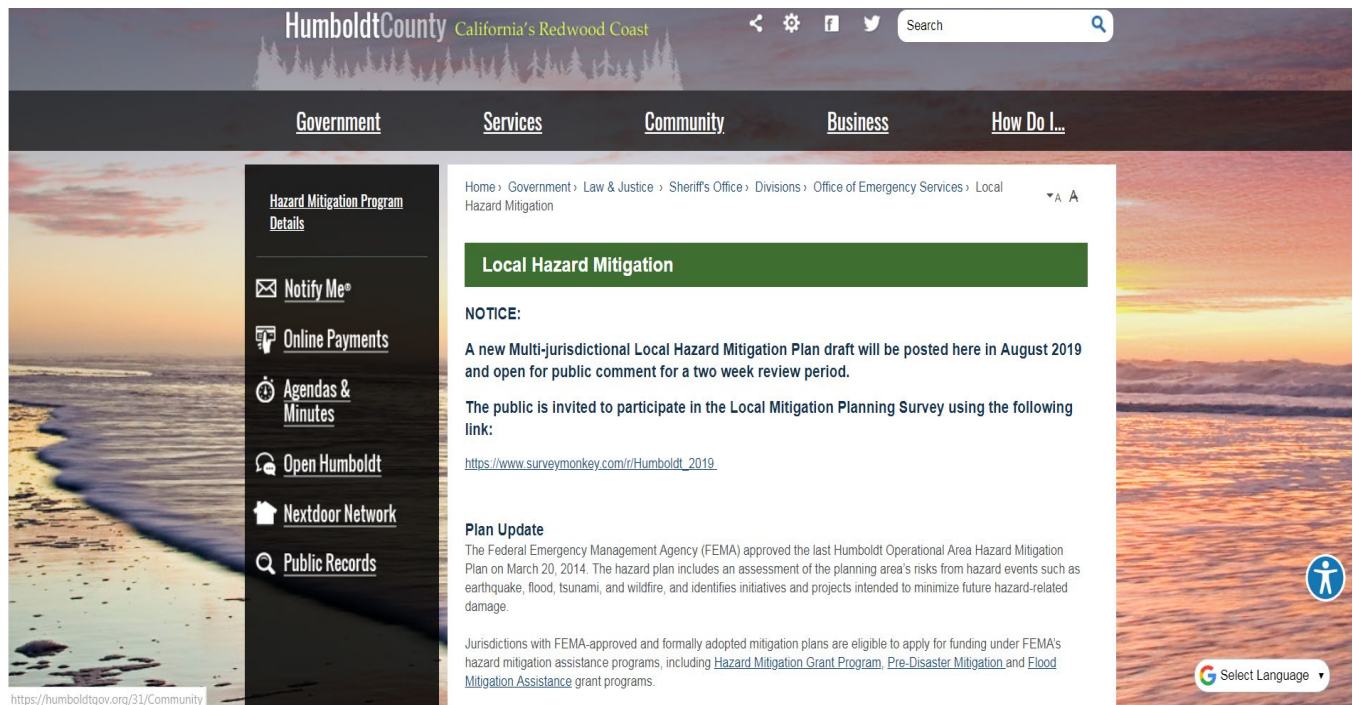 HumboldtCounty California's Redwood Coast
Search
Government Services Community Business How Do I...
Hazard Mitigation Program
Details
Notify Me®
Online Payments
Agendas &
Minutes
Open Humboldt
Nextdoor Network
Public Records
Home › Government › Law & Justice › Sheriff's Office › Divisions › Office of Emergency Services › Local
Hazard Mitigation
A A
Local Hazard Mitigation
NOTICE:
A new Multi-jurisdictional Local Hazard Mitigation Plan draft will be posted here in August 2019
and open for public comment for a two week review period.
The public is invited to participate in the Local Mitigation Planning Survey using the following
link:
https://www.surveymonkey.com/r/Humboldt_2019
Plan Update
The Federal Emergency Management Agency (FEMA) approved the last Humboldt Operational Area Hazard Mitigation
Plan on March 20, 2014. The hazard plan includes an assessment of the planning area's risks from hazard events such as
earthquake, flood, tsunami, and wildfire, and identifies initiatives and projects intended to minimize future hazard-related
damage.
Jurisdictions with FEMA-approved and formally adopted mitigation plans are eligible to apply for funding under FEMA's
hazard mitigation assistance programs, including Hazard Mitigation Grant Program, Pre-Disaster Mitigation and Flood
Mitigation Assistance grant programs.
Select Language
https://humboldtgov.org/31/Community